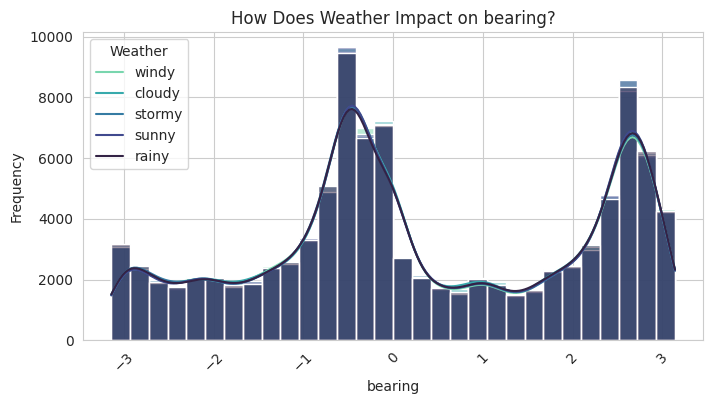 How Does Weather Impact on bearing?
Weather
windy
cloudy
stormy
sunny
rainy
Frequency
10000
8000
6000
4000
2000
0
−3
−2
−1
0
1
2
3
bearing